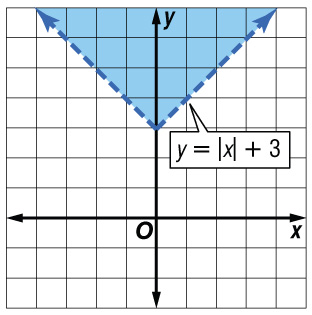 y
y = |x| + 3
O
x